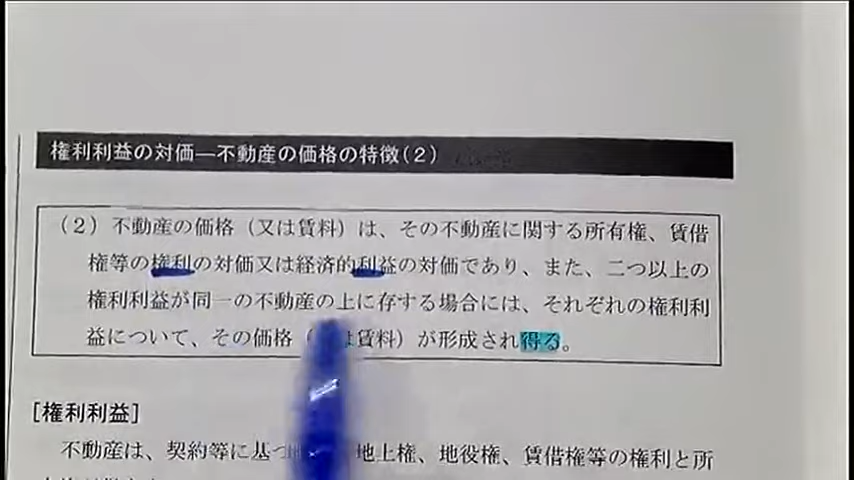 権利利益の対価―不動産の価格の特徴(2)
(2)不動産の価格(又は賃料)は、その不動産に関する所有権、賃借
権等の権利の対価又は経済的利益の対価であり、また、二つ以上の
権利利益が同一の不動産の上に存する場合には、それぞれの権利利
益について、その価格(は賃料)が形成され得る。
[権利利益]
不動産は、契約等に基づ地上権、地役権、賃借権等の権利と所